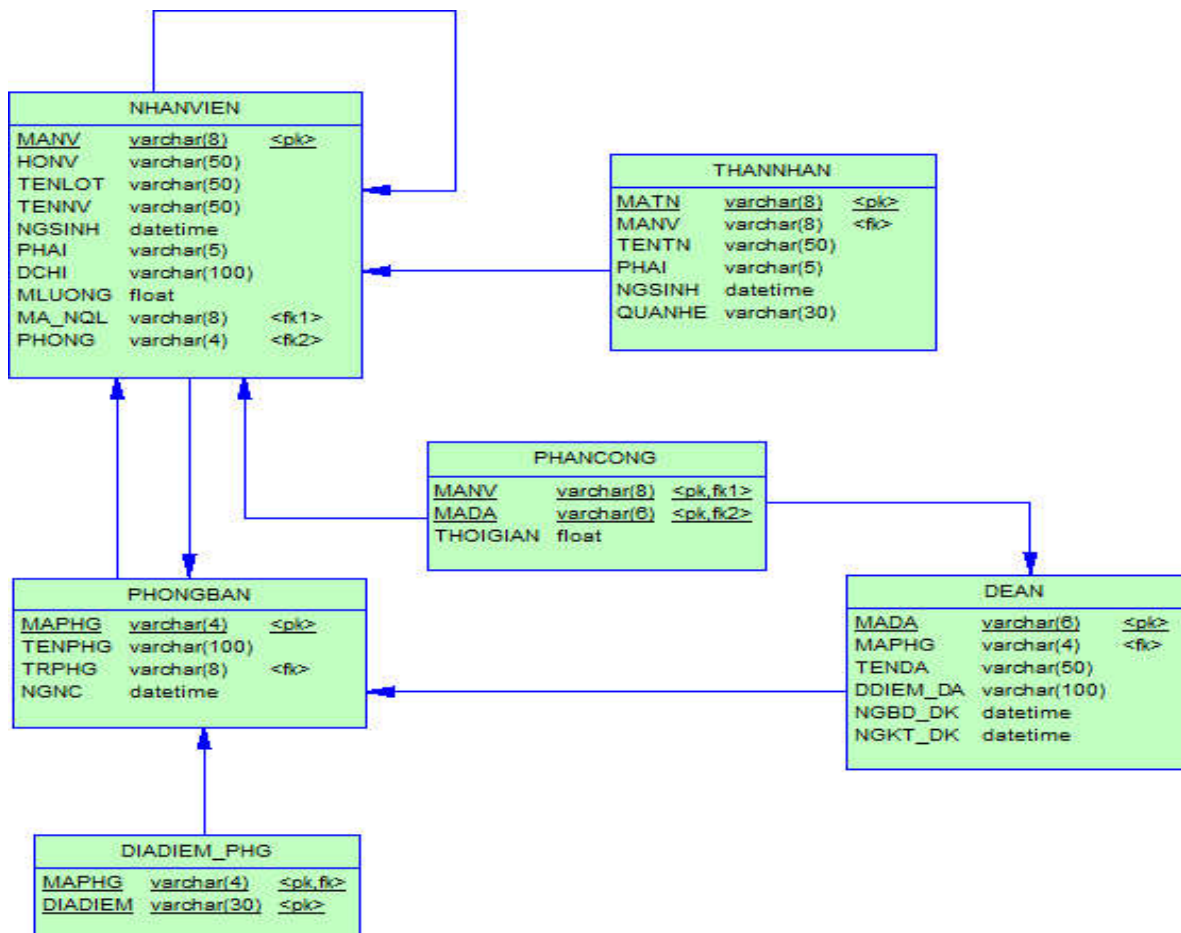 NHANVIEN
MANV varchar(8) <pk>
HONV varchar(50)
TENLOT varchar(50)
TENNV varchar(50)
NGSINH datetime
PHAI varchar(5)
DCHI varchar(100)
MLUONG float
MA_NQL varchar(8) <fk1>
PHONG varchar(4) <fk2>
THANNHAN
MATN varchar(8) <pk>
MANV varchar(8) <fk>
TENTN varchar(50)
PHAI varchar(5)
NGSINH datetime
QUANHE varchar(30)
PHANCONG
MANV varchar(8) <pk,fk1>
MADA varchar(6) <pk,fk2>
THOIGIAN float
PHONGBAN
MAPHG varchar(4) <pk>
TENPHG varchar(100)
TRPHG varchar(8) <fk>
NGNC datetime
DEAN
MADA varchar(6) <pk>
MAPHG varchar(4) <fk>
TENDA varchar(50)
DDIEM_DA varchar(100)
NGBD_DK datetime
NGKT_DK datetime
DIADIEM_PHG
MAPHG varchar(4) <pk,fk>
DIADIEM varchar(30) <pk>